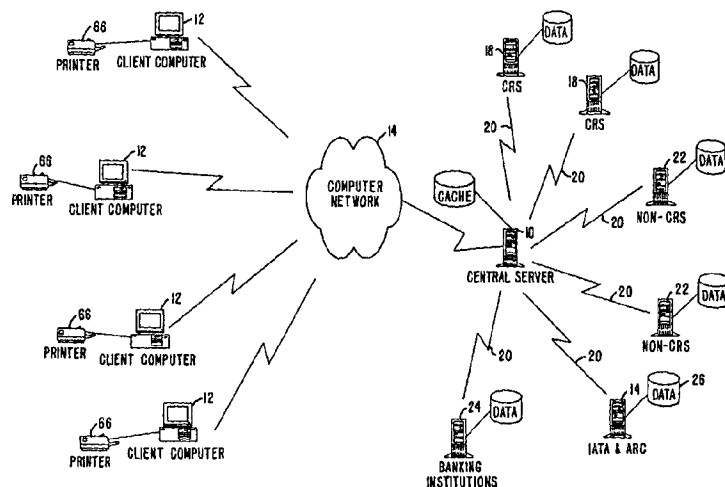 66
PRINTER
12
CLIENT COMPUTER
66
PRINTER
12
CLIENT COMPUTER
66
PRINTER
12
CLIENT COMPUTER
66
PRINTER
12
CLIENT COMPUTER
14
COMPUTER
NETWORK
CACHE
10
CENTRAL SERVER
18
DATA
CRS
18
DATA
CRS
22
DATA
NON-CRS
22
DATA
NON-CRS
20
20
20
20
20
20
24
DATA
BANKING
INSTITUTIONS
14
DATA
26
IATA & ARC